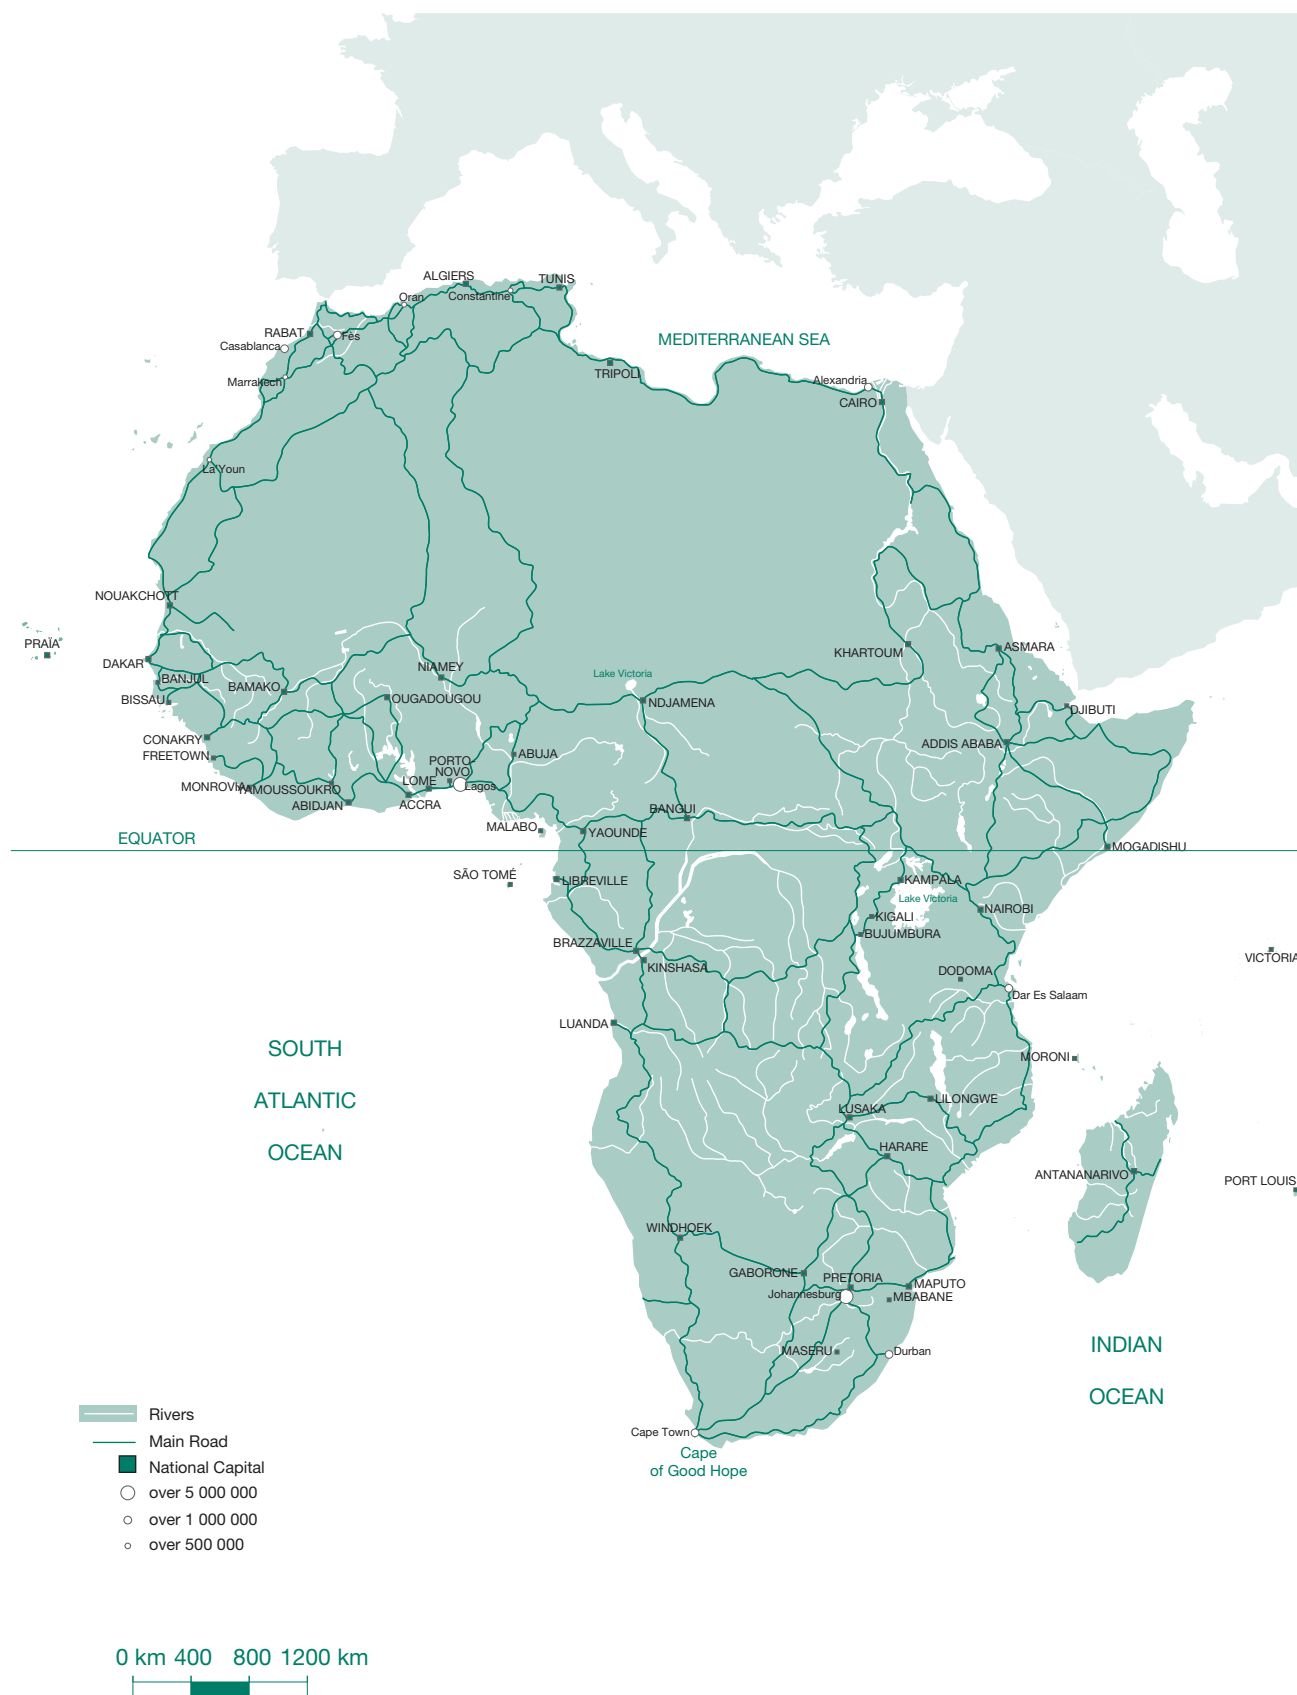 ALGIERS
TUNIS
Oran
Constantine
RABAT
Fès
Casablanca
MEDITERRANEAN SEA
TRIPOLI
Marrakech
Alexandria
CAIRO
La'Youn
NOUAKCHOTT
PRAÏA
KHARTOUM
ASMARA
DAKAR
NIAMEY
Lake Victoria
BANJUL
BAMAKO
BISSAU
OUGADOUGOU
NDJAMENA
DJIBUTI
CONAKRY
ADDIS ABABA
FREETOWN
ABUJA
PORTO-
NOVO
MONROVIA
YAMOUSSOUKRO
LOME
Lagos
ABIDJAN
ACCRA
BANGUI
MALABO
YAOUNDE
EQUATOR
MOGADISHU
SÃO TOMÉ
LIBREVILLE
KAMPALA
Lake Victoria
NAIROBI
KIGALI
BUJUMBURA
BRAZZAVILLE
VICTORIA
KINSHASA
DODOMA
Dar Es Salaam
LUANDA
SOUTH
ATLANTIC
OCEAN
MORONI
LILONGWE
LUSAKA
HARARE
ANTANANARIVO
PORT LOUIS
WINDHOEK
GABORONE
PRETORIA
MAPUTO
Johannesburg
MBABANE
MASERU
Durban
INDIAN
OCEAN
Cape Town
Cape
of Good Hope
Rivers
Main Road
National Capital
over 5 000 000
over 1 000 000
over 500 000
0 km 400 800 1200 km